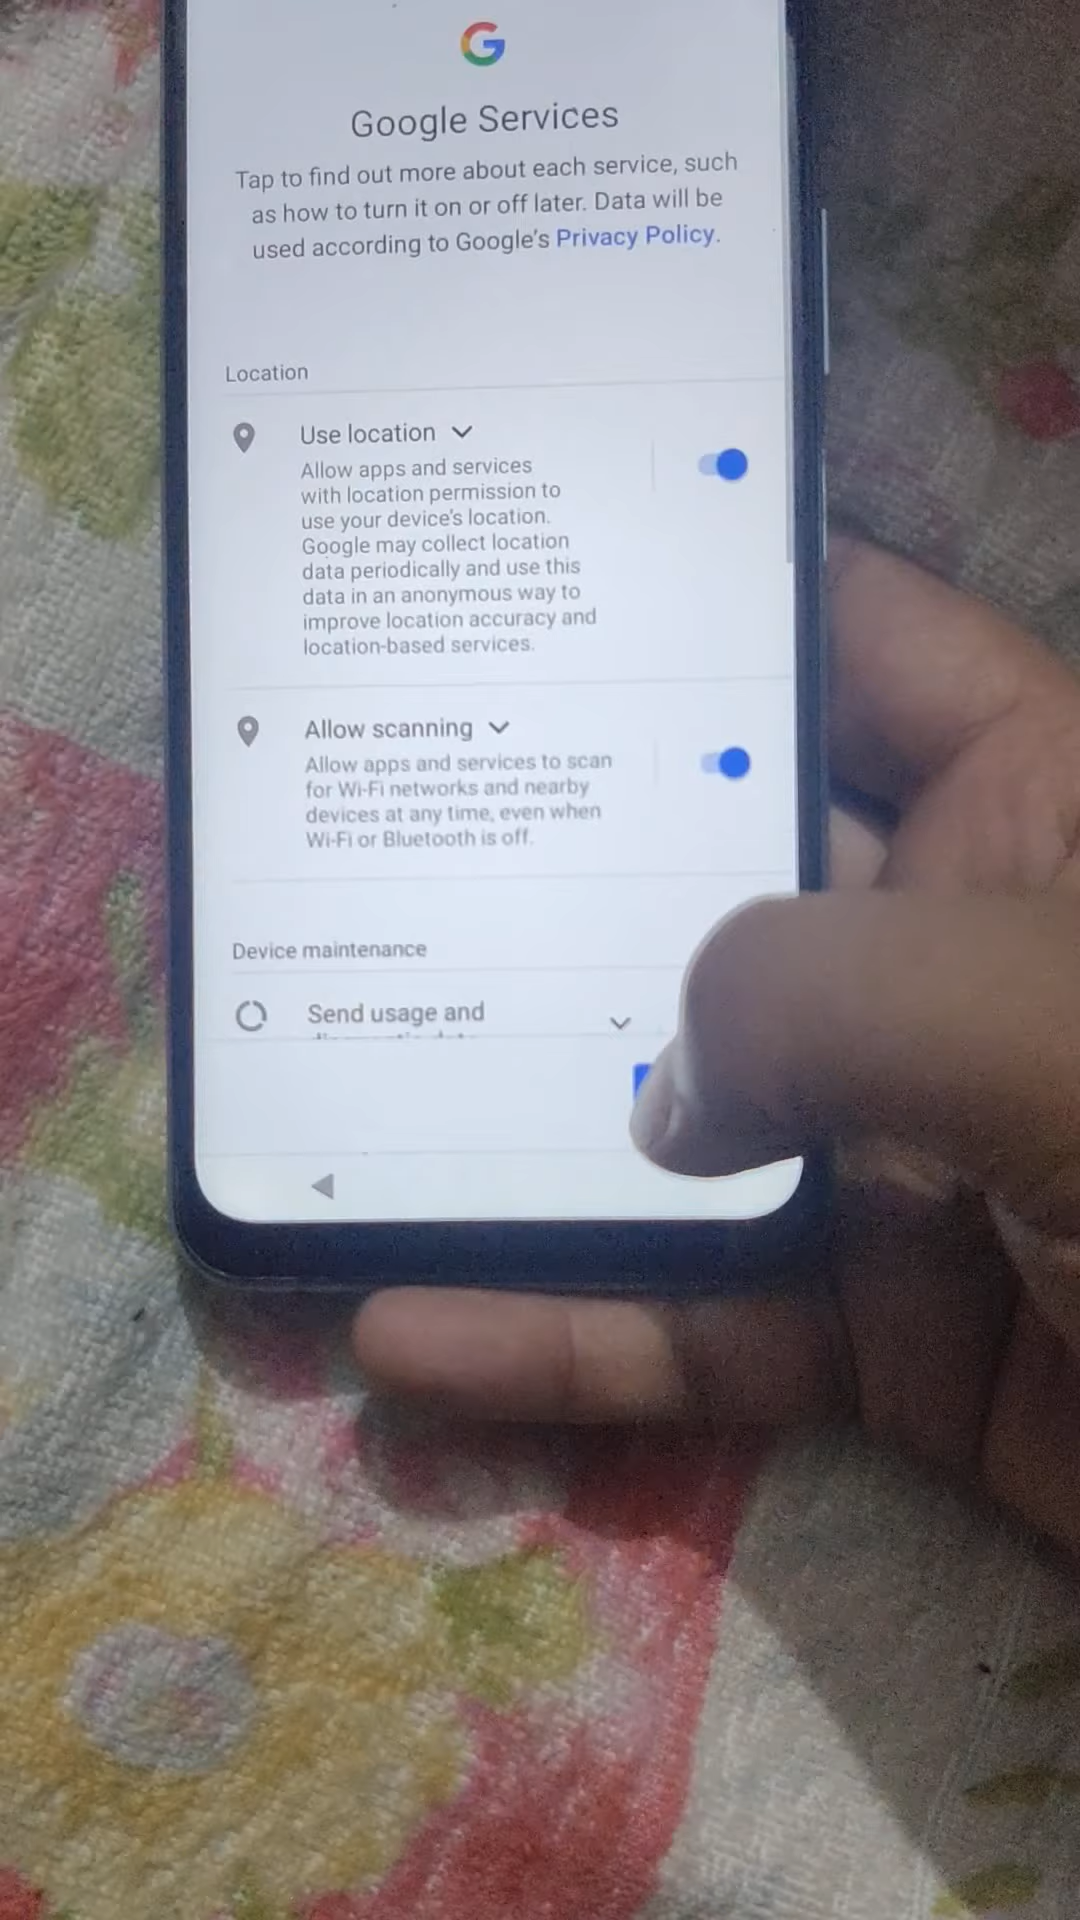 Google Services
Tap to find out more about each service, such
as how to turn it on or off later. Data will be
used according to Google's Privacy Policy.
Location
Use location
Allow apps and services
with location permission to
use your device's location.
Google may collect location
data periodically and use this
data in an anonymous way to
improve location accuracy and
location-based services.
Allow scanning
Allow apps and services to scan
for Wi-Fi networks and nearby
devices at any time, even when
Wi-Fi or Bluetooth is off.
Device maintenance
Send usage and